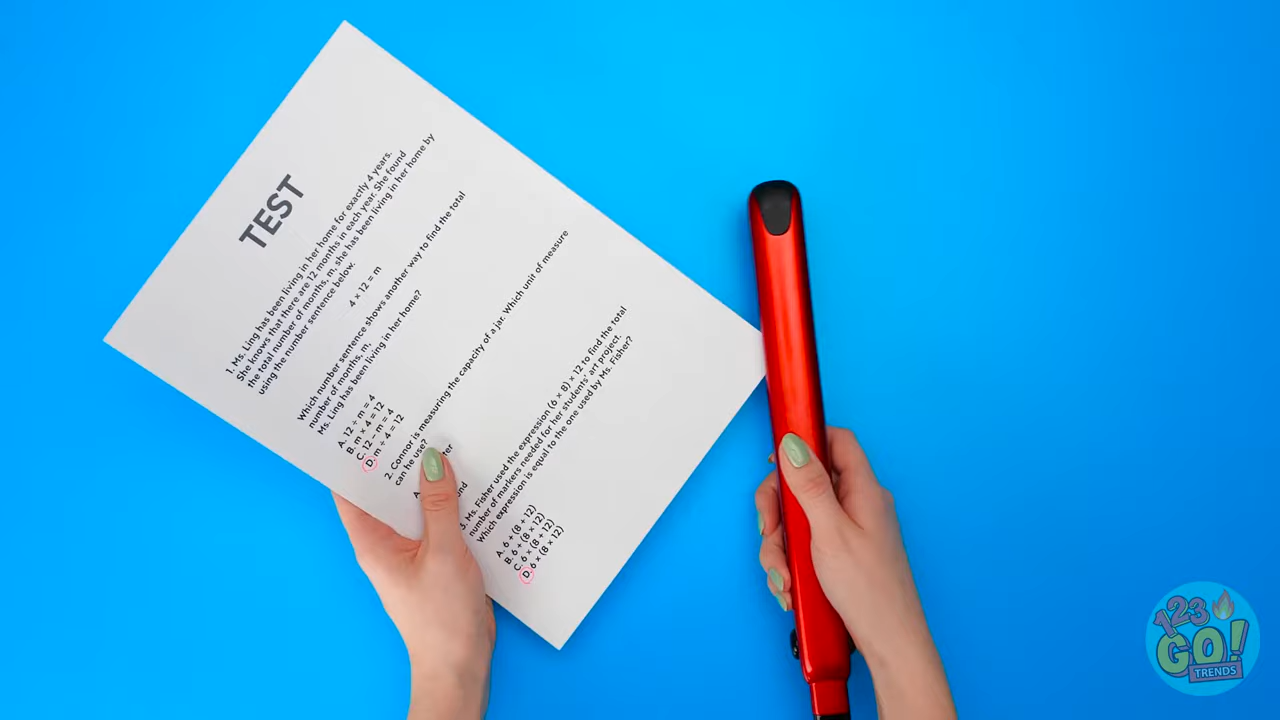 TEST
1. Ms. Ling has been living in her home for exactly 4 years.
She knows that there are 12 months in each year. She found
the total number of months, m, she has been living in her home by
using the number sentence below.
4 × 12 = m
Which number sentence shows another way to find the total
number of months, m,
Ms. Ling has been living in her home?
A. 12 ÷ m = 4
B. m × 4 = 12
C. 12 − m = 4
D. m ÷ 4 = 12
2. Connor is measuring the capacity of a jar. Which unit of measure
can he use?
A.
3. Ms. Fisher used the expression (6 × 8) × 12 to find the total
number of markers needed for her students' art project.
Which expression is equal to the one used by Ms. Fisher?
A. 6 + (8 + 12)
B. 6 + (8 × 12)
C. 6 × (8 + 12)
D. 6 × (8 × 12)
123
GO!
TRENDS